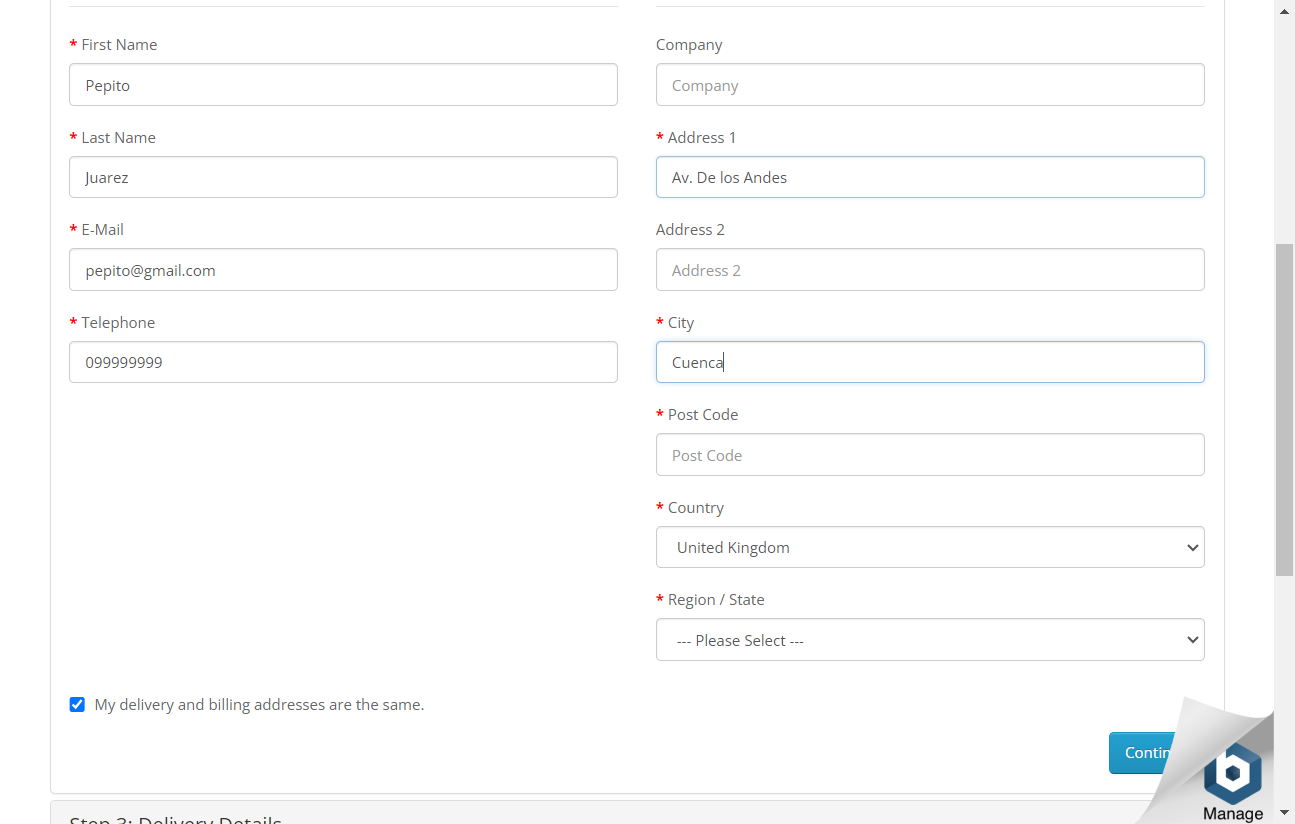 * First Name
Pepito
* Last Name
Juarez
* E-Mail
pepito@gmail.com
* Telephone
099999999
Company
Company
* Address 1
Av. De los Andes
Address 2
Address 2
* City
Cuenca
* Post Code
Post Code
* Country
United Kingdom
* Region / State
--- Please Select ---
My delivery and billing addresses are the same.
Contin
Manage
Step 3: Delivery Details